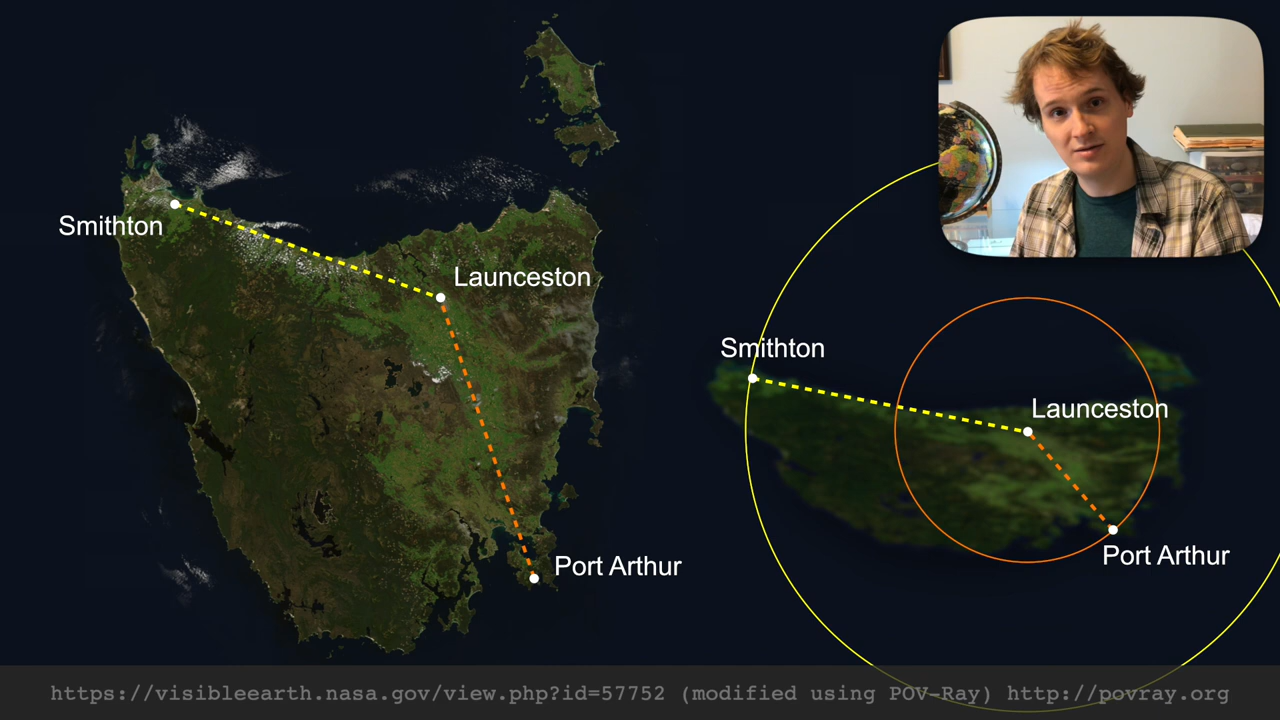 Smithton
Launceston
Port Arthur
Smithton
Launceston
Port Arthur
https://visibleearth.nasa.gov/view.php?id=57752 (modified using POV-Ray) http://povray.org